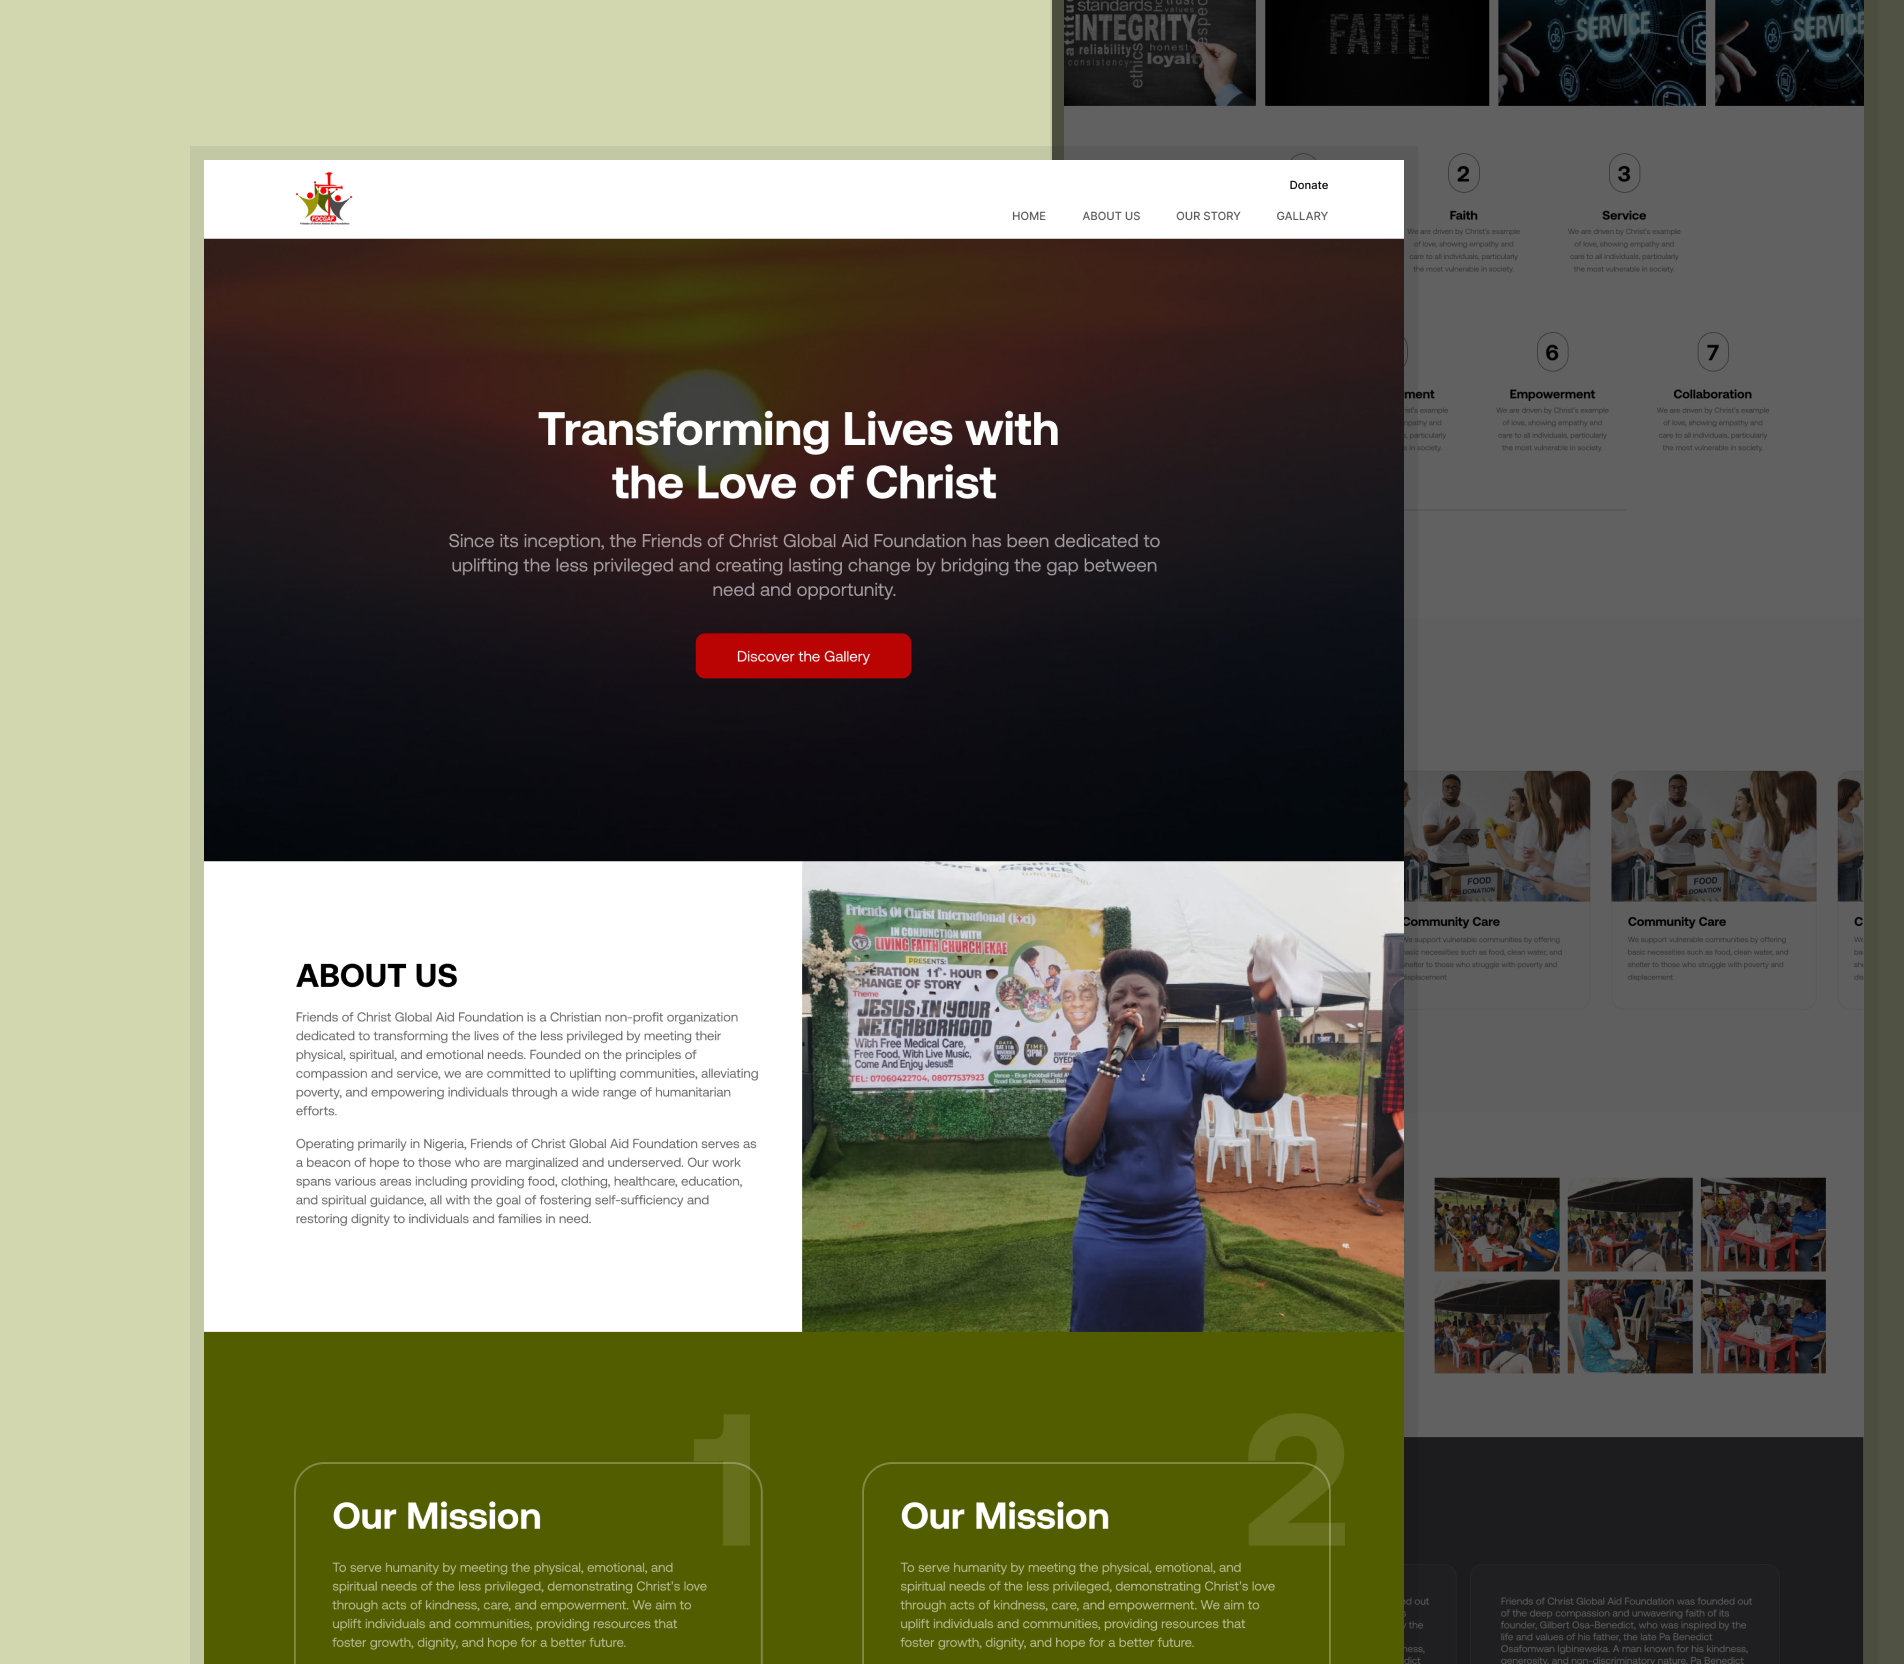 Donate
HOME ABOUT US OUR STORY GALLARY
Transforming Lives with
the Love of Christ
Since its inception, the Friends of Christ Global Aid Foundation has been dedicated to
uplifting the less privileged and creating lasting change by bridging the gap between
need and opportunity.
Discover the Gallery
ABOUT US
Friends of Christ Global Aid Foundation is a Christian non-profit organization
dedicated to transforming the lives of the less privileged by meeting their
physical, spiritual, and emotional needs. Founded on the principles of
compassion and service, we are committed to uplifting communities, alleviating
poverty, and empowering individuals through a wide range of humanitarian
efforts.
Operating primarily in Nigeria, Friends of Christ Global Aid Foundation serves as
a beacon of hope to those who are marginalized and underserved. Our work
spans various areas including providing food, clothing, healthcare, education,
and spiritual guidance, all with the goal of fostering self-sufficiency and
restoring dignity to individuals and families in need.
Friends Of Christ International
IN CONJUNCTION WITH
LIVING FAITH CHURCH EKAE
PRESENTS:
ERATION 11 - HOUR
HANGE OF STORY
Theme
JESUS IN YOUR
NEIGHBORHOOD
With Free Medical Care,
Free Food, With Live Music,
Come And Enjoy Jesus!!!
TIME:
3PM
TEL: 07060422704, 08077537923
1
Our Mission
To serve humanity by meeting the physical, emotional, and
spiritual needs of the less privileged, demonstrating Christ's love
through acts of kindness, care, and empowerment. We aim to
uplift individuals and communities, providing resources that
foster growth, dignity, and hope for a better future.
2
Our Mission
To serve humanity by meeting the physical, emotional, and
spiritual needs of the less privileged, demonstrating Christ's love
through acts of kindness, care, and empowerment. We aim to
uplift individuals and communities, providing resources that
foster growth, dignity, and hope for a better future.
standards trust
values
INTEGRITY
reliability honesty
consistency loyalt
ethics
FAITH
SERVICE
SERVICE
2
Faith
We are driven by Christ's example
of love, showing empathy and
care to all individuals, particularly
the most vulnerable in society.
3
Service
We are driven by Christ's example
of love, showing empathy and
care to all individuals, particularly
the most vulnerable in society.
ment
6
Empowerment
We are driven by Christ's example
of love, showing empathy and
care to all individuals, particularly
the most vulnerable in society.
7
Collaboration
We are driven by Christ's example
of love, showing empathy and
care to all individuals, particularly
the most vulnerable in society.
FOOD
DONATION
Community Care
We support vulnerable communities by offering
basic necessities such as food, clean water, and
shelter to those who struggle with poverty and
displacement
FOOD
DONATION
Community Care
We support vulnerable communities by offering
basic necessities such as food, clean water, and
shelter to those who struggle with poverty and
displacement
Friends of Christ Global Aid Foundation was founded out
of the deep compassion and unwavering faith of its
founder, Gilbert Osa-Benedict, who was inspired by the
life and values of his father, the late Pa Benedict
Osafomwan Igbineweka. A man known for his kindness,
generosity, and non-discriminatory nature, Pa Benedict